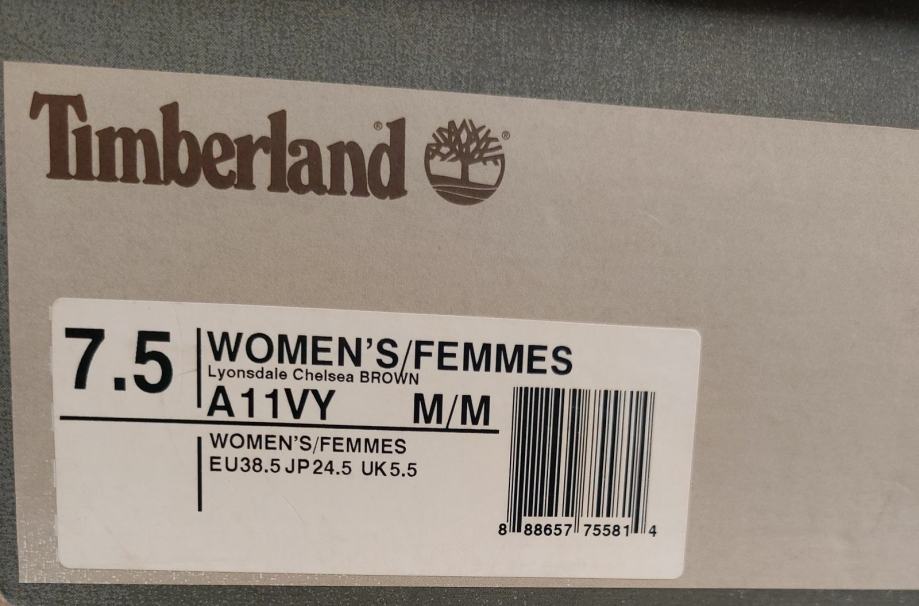 Timberland® ®
7.5
WOMEN'S/FEMMES
Lyonsdale Chelsea BROWN
A11VY M/M
WOMEN'S/FEMMES
EU38.5 JP24.5 UK5.5
8 88657 75581 4